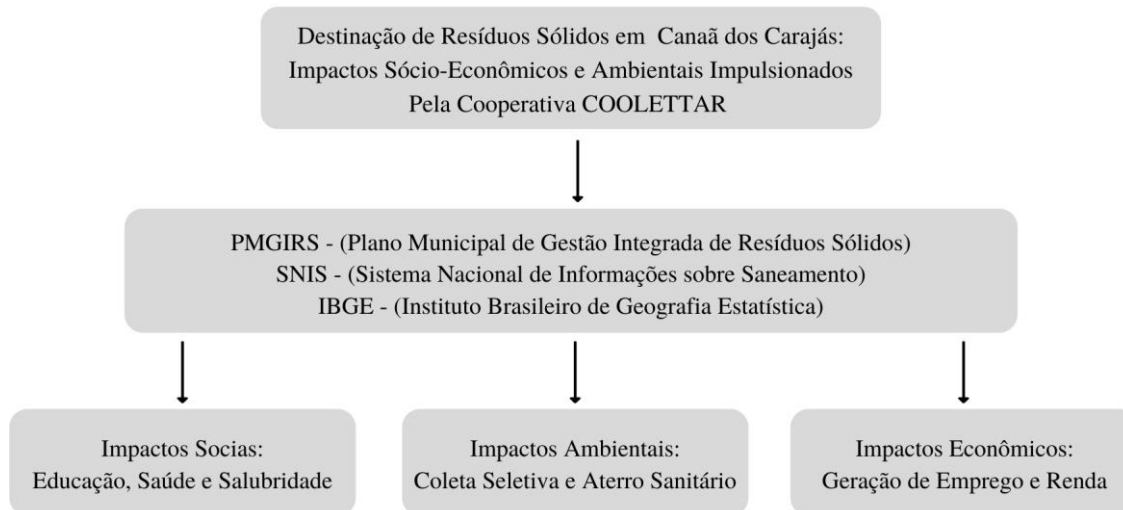 Destinação de Resíduos Sólidos em Canaã dos Carajás:
Impactos Sócio-Econômicos e Ambientais Impulsionados
Pela Cooperativa COOLETTAR
PMGIRS - (Plano Municipal de Gestão Integrada de Resíduos Sólidos)
SNIS - (Sistema Nacional de Informações sobre Saneamento)
IBGE - (Instituto Brasileiro de Geografia Estatística)
Impactos Socias:
Educação, Saúde e Salubridade
Impactos Ambientais:
Coleta Seletiva e Aterro Sanitário
Impactos Econômicos:
Geração de Emprego e Renda